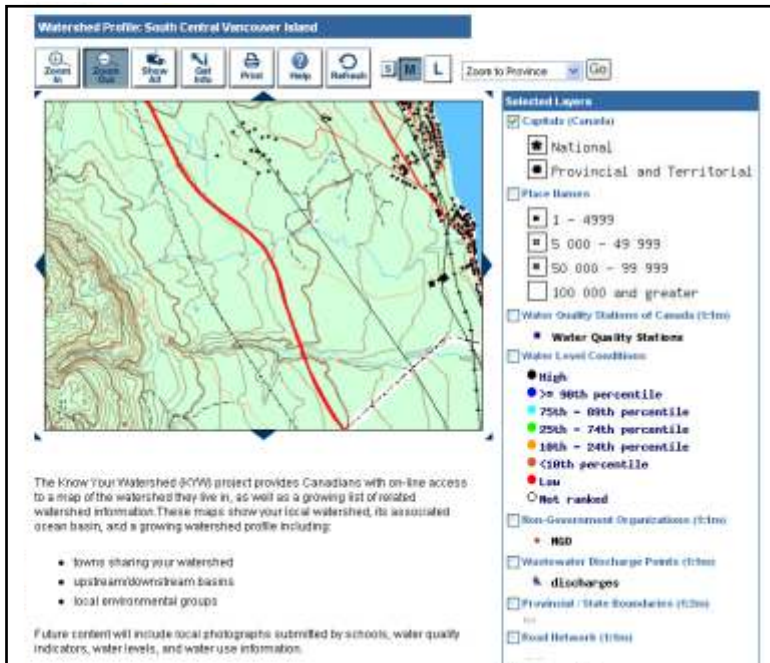 Watershed Profile: South Central Vancouver Island
Zoom In
Zoom Out
Show All
Get Info
Print
Help
Refresh
S M L
Zoom to Province
Go
Selected Layers
Capitals (Canada)
National
Provincial and Territorial
Place Names
1 - 4999
5 000 - 49 999
50 000 - 99 999
100 000 and greater
Water Quality Stations of Canada (1:1m)
Water Quality Stations
Water Level Conditions
High
>= 90th percentile
75th - 89th percentile
25th - 74th percentile
10th - 24th percentile
<10th percentile
Low
Not ranked
Non-Government Organizations (1:1m)
NGO
Wastewater Discharge Points (1:1m)
discharges
Provincial / State Boundaries
Road Network (1:1m)
The Know Your Watershed (KYW) project provides Canadians with on-line access
to a map of the watershed they live in, as well as a growing list of related
watershed information.These maps show your local watershed, its associated
ocean basin, and a growing watershed profile including:
• towns sharing your watershed
• upstream/downstream basins
• local environmental groups
Future content will include local photographs submitted by schools, water quality
indicators, water levels, and water use information.